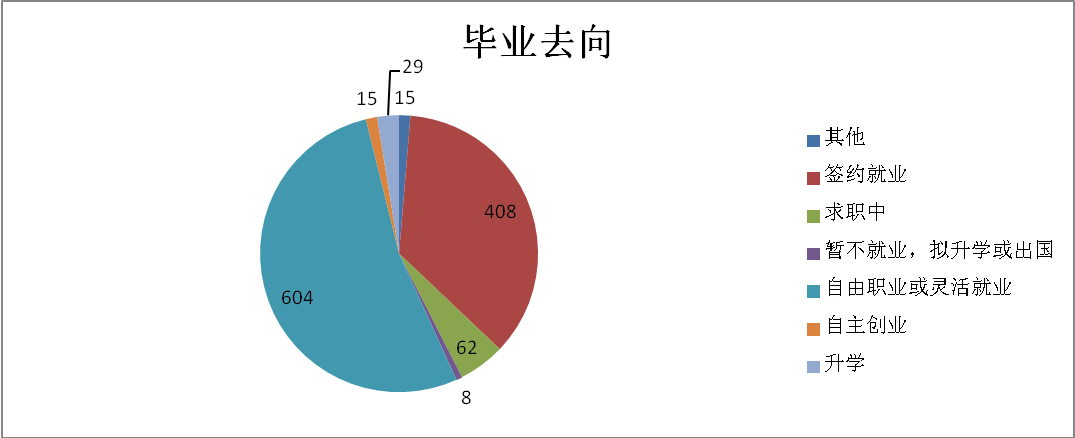 毕业去向
29
15
15
408
604
62
8
其他
签约就业
求职中
暂不就业，拟升学或出国
自由职业或灵活就业
自主创业
升学